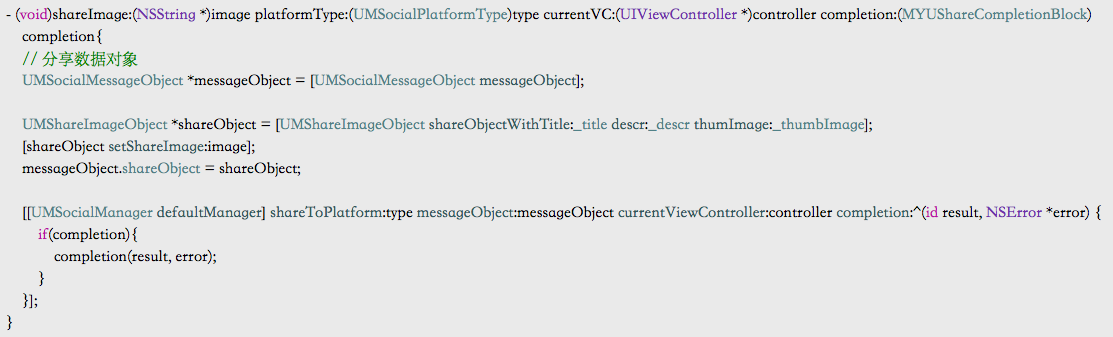 - (void)shareImage:(NSString *)image platformType:(UMSocialPlatformType)type currentVC:(UIViewController *)controller completion:(MYUShareCompletionBlock)
completion{
// 分享数据对象
UMSocialMessageObject *messageObject = [UMSocialMessageObject messageObject];
UMShareImageObject *shareObject = [UMShareImageObject shareObjectWithTitle:_title descr:_descr thumImage:_thumbImage];
[shareObject setShareImage:image];
messageObject.shareObject = shareObject;
[[UMSocialManager defaultManager] shareToPlatform:type messageObject:messageObject currentViewController:controller completion:^(id result, NSError *error) {
if(completion){
completion(result, error);
}
}];
}